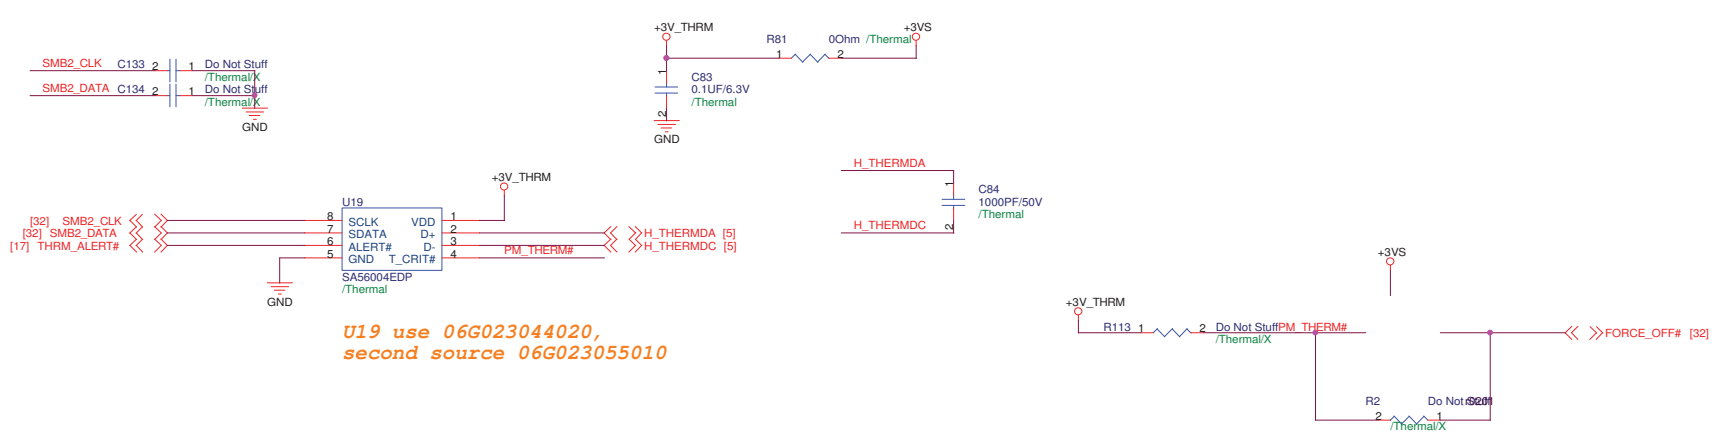 +3V_THRM
+3VS
R81
0Ohm
/Thermal
1
2
SMB2_CLK
C133
2
1
Do Not Stuff
/Thermal/X
SMB2_DATA
C134
2
1
Do Not Stuff
/Thermal/X
GND
1
C83
0.1UF/6.3V
/Thermal
2
GND
H_THERMDA
1
C84
1000PF/50V
/Thermal
H_THERMDC
2
+3V_THRM
U19
[32] SMB2_CLK
8
SCLK
VDD
1
[32] SMB2_DATA
7
SDATA
D+
2
H_THERMDA [5]
[17] THRM_ALERT#
6
ALERT#
D-
3
H_THERMDC [5]
5
GND
T_CRIT#
4
PM_THERM#
SA56004EDP
/Thermal
GND
U19 use 06G023044020,
second source 06G023055010
+3VS
+3V_THRM
R113
1
2
Do Not Stuff
/Thermal/X
PM_THERM#
FORCE_OFF# [32]
R2
Do Not
2
1
/Thermal/X